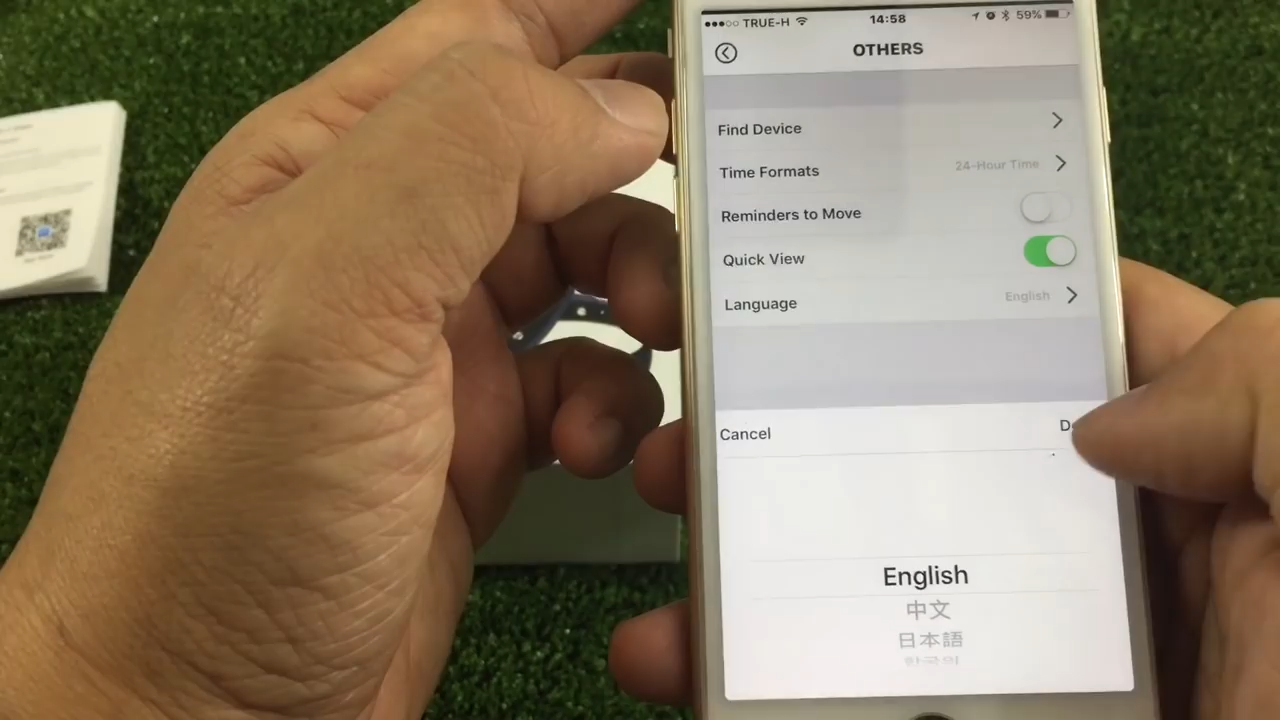 TRUE-H 14:58 59%
OTHERS
Find Device
Time Formats 24-Hour Time
Reminders to Move
Quick View
Language English
Cancel
English
中文
日本語